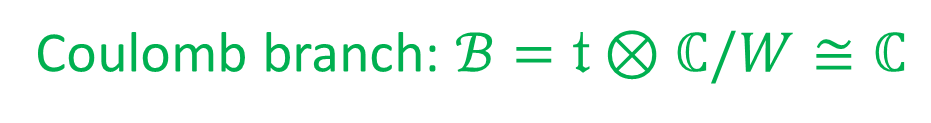 Coulomb branch: ℬ = 𝔱 ⊗ ℂ/W ≅ ℂ